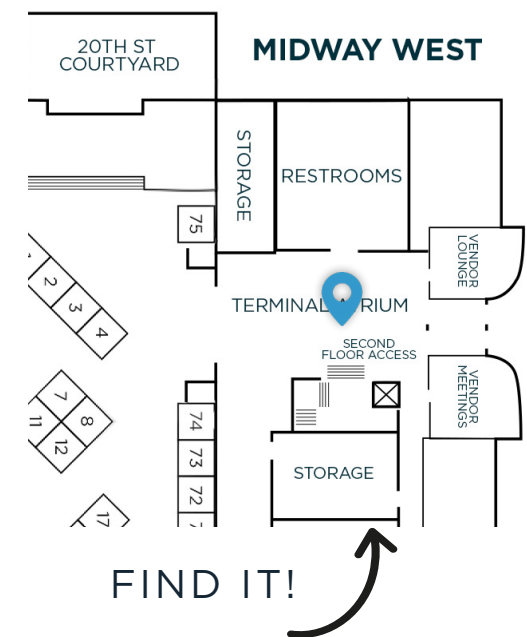 20TH ST
COURTYARD
MIDWAY WEST
STORAGE
RESTROOMS
75
VENDOR
LOUNGE
2
3
4
TERMINAL
RIUM
SECOND
FLOOR ACCESS
VENDOR
MEETINGS
7
8
11
12
74
73
72
STORAGE
17
FIND IT!